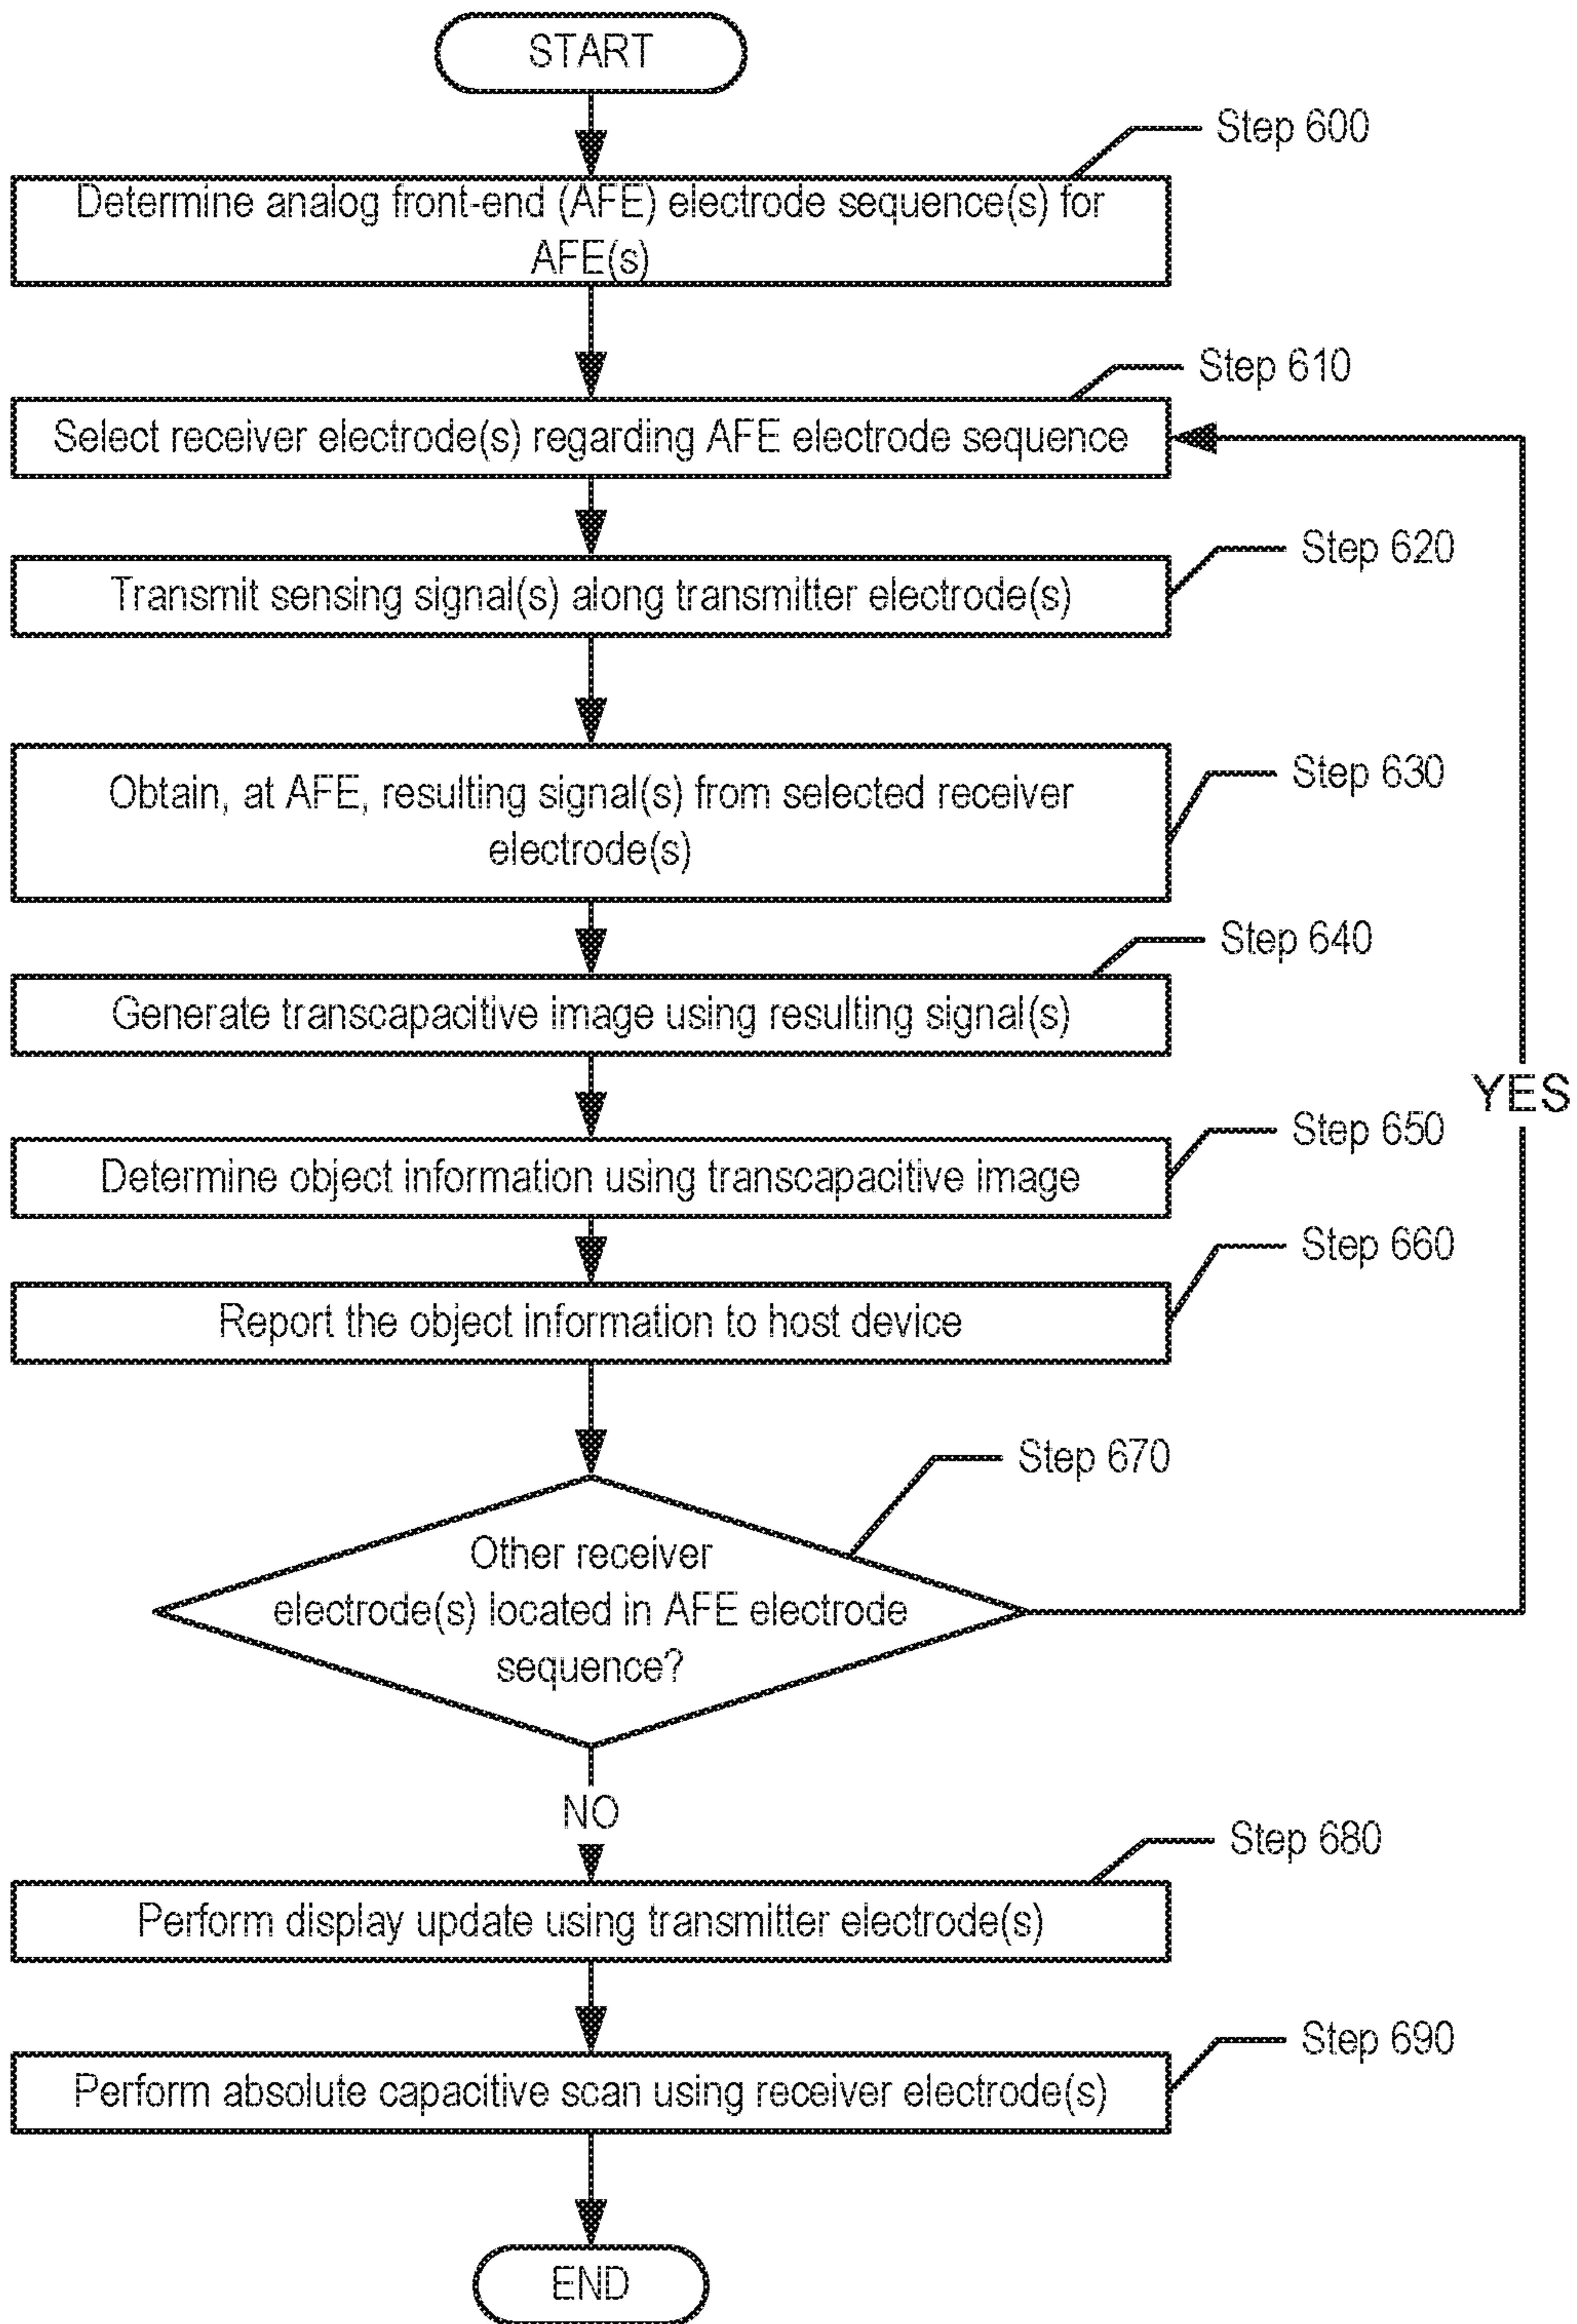 START
Step 600
Determine analog front-end (AFE) electrode sequence(s) for
AFE(s)
Step 610
Select receiver electrode(s) regarding AFE electrode sequence
Step 620
Transmit sensing signal(s) along transmitter electrode(s)
Step 630
Obtain, at AFE, resulting signal(s) from selected receiver
electrode(s)
Step 640
Generate transcapacitive image using resulting signal(s)
YES
Step 650
Determine object information using transcapacitive image
Step 660
Report the object information to host device
Step 670
Other receiver
electrode(s) located in AFE electrode
sequence?
NO
Step 680
Perform display update using transmitter electrode(s)
Step 690
Perform absolute capacitive scan using receiver electrode(s)
END